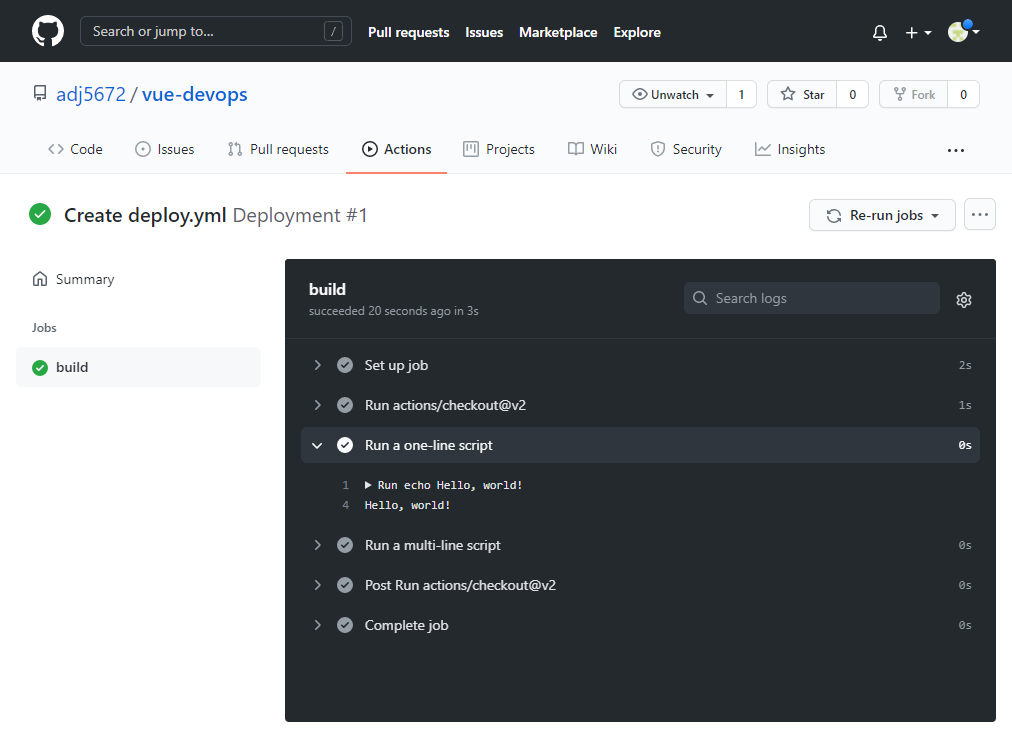 Search or jump to... / Pull requests Issues Marketplace Explore
adj5672 / vue-devops Unwatch 1 Star 0 Fork 0
Code Issues Pull requests Actions Projects Wiki Security Insights ...
Create deploy.yml Deployment #1 Re-run jobs ...
Summary
Jobs
build
build
succeeded 20 seconds ago in 3s
Search logs
Set up job 2s
Run actions/checkout@v2 1s
Run a one-line script 0s
1 Run echo Hello, world!
4 Hello, world!
Run a multi-line script 0s
Post Run actions/checkout@v2 0s
Complete job 0s